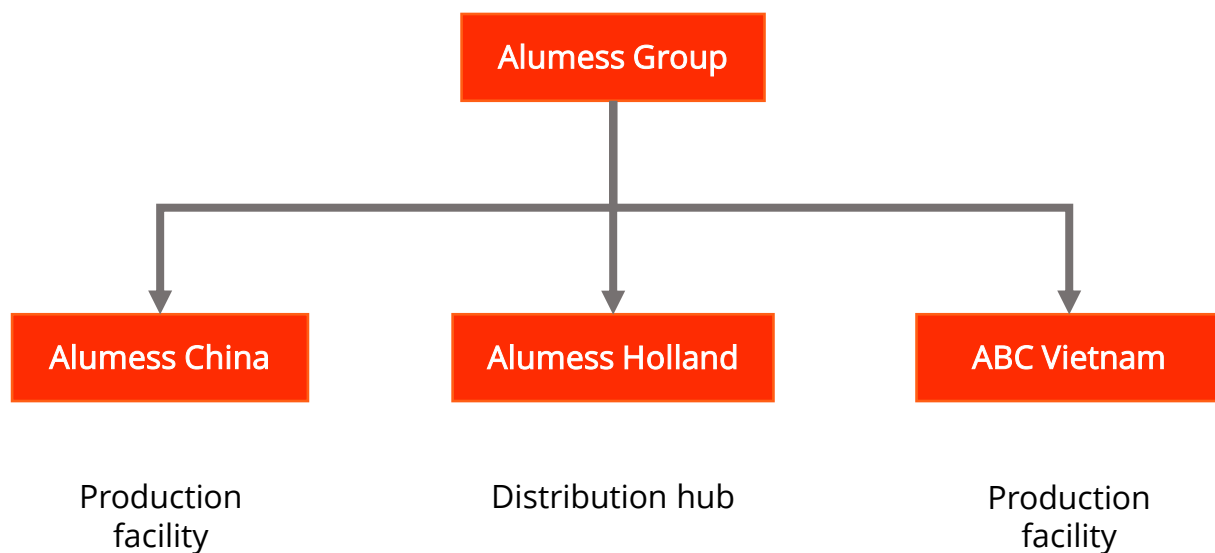 Alumess Group
Alumess China
Alumess Holland
ABC Vietnam
Production
facility
Distribution hub
Production
facility